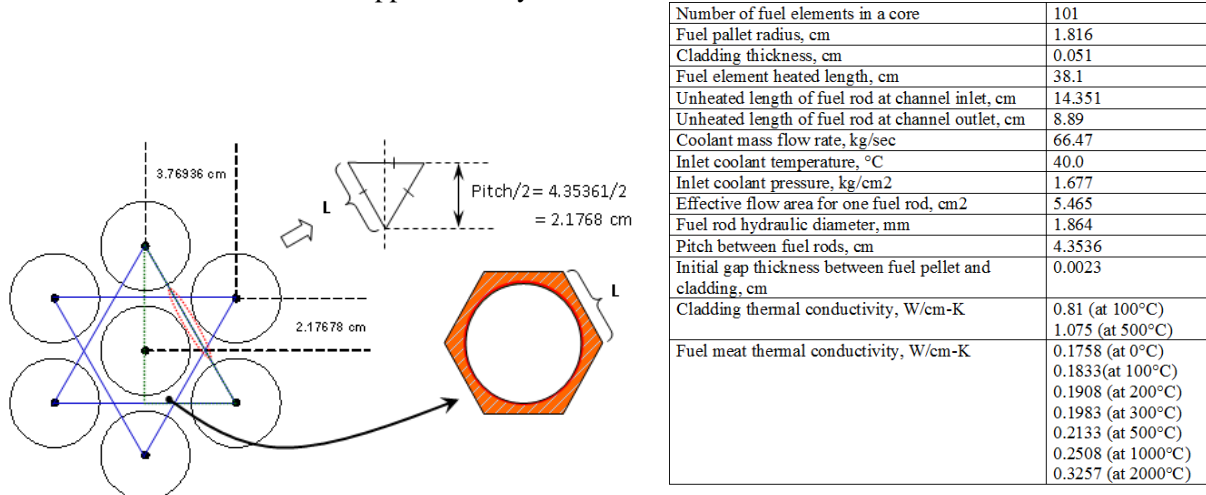 3.76936 cm
L
Pitch/2= 4.35361/2
= 2.1768 cm
L
2.17678 cm
Number of fuel elements in a core 101
Fuel pallet radius, cm 1.816
Cladding thickness, cm 0.051
Fuel element heated length, cm 38.1
Unheated length of fuel rod at channel inlet, cm 14.351
Unheated length of fuel rod at channel outlet, cm 8.89
Coolant mass flow rate, kg/sec 66.47
Inlet coolant temperature, °C 40.0
Inlet coolant pressure, kg/cm2 1.677
Effective flow area for one fuel rod, cm2 5.465
Fuel rod hydraulic diameter, mm 1.864
Pitch between fuel rods, cm 4.3536
Initial gap thickness between fuel pellet and 0.0023
cladding, cm
Cladding thermal conductivity, W/cm-K 0.81 (at 100°C)
1.075 (at 500°C)
Fuel meat thermal conductivity, W/cm-K 0.1758 (at 0°C)
0.1833(at 100°C)
0.1908 (at 200°C)
0.1983 (at 300°C)
0.2133 (at 500°C)
0.2508 (at 1000°C)
0.3257 (at 2000°C)